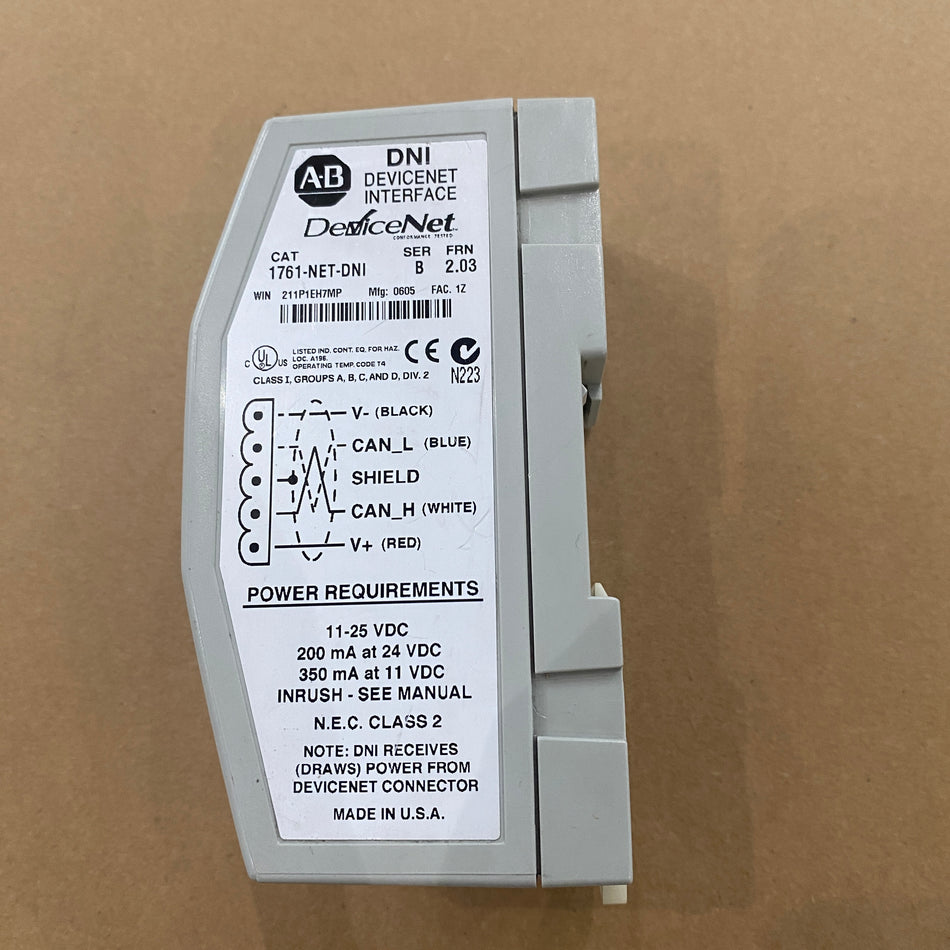 A·B
DNI
DEVICENET
INTERFACE
DeviceNet™
CONFORMANCE TESTED
CAT SER FRN
1761-NET-DNI B 2.03
WIN 211P1EH7MP Mfg: 0605 FAC. 1Z
C UL US
LISTED IND. CONT. EQ. FOR HAZ.
LOC. A196.
OPERATING TEMP. CODE T4
CE
N223
CLASS I, GROUPS A, B, C, AND D, DIV. 2
V- (BLACK)
CAN_L (BLUE)
SHIELD
CAN_H (WHITE)
V+ (RED)
POWER REQUIREMENTS
11-25 VDC
200 mA at 24 VDC
350 mA at 11 VDC
INRUSH - SEE MANUAL
N.E.C. CLASS 2
NOTE: DNI RECEIVES
(DRAWS) POWER FROM
DEVICENET CONNECTOR
MADE IN U.S.A.